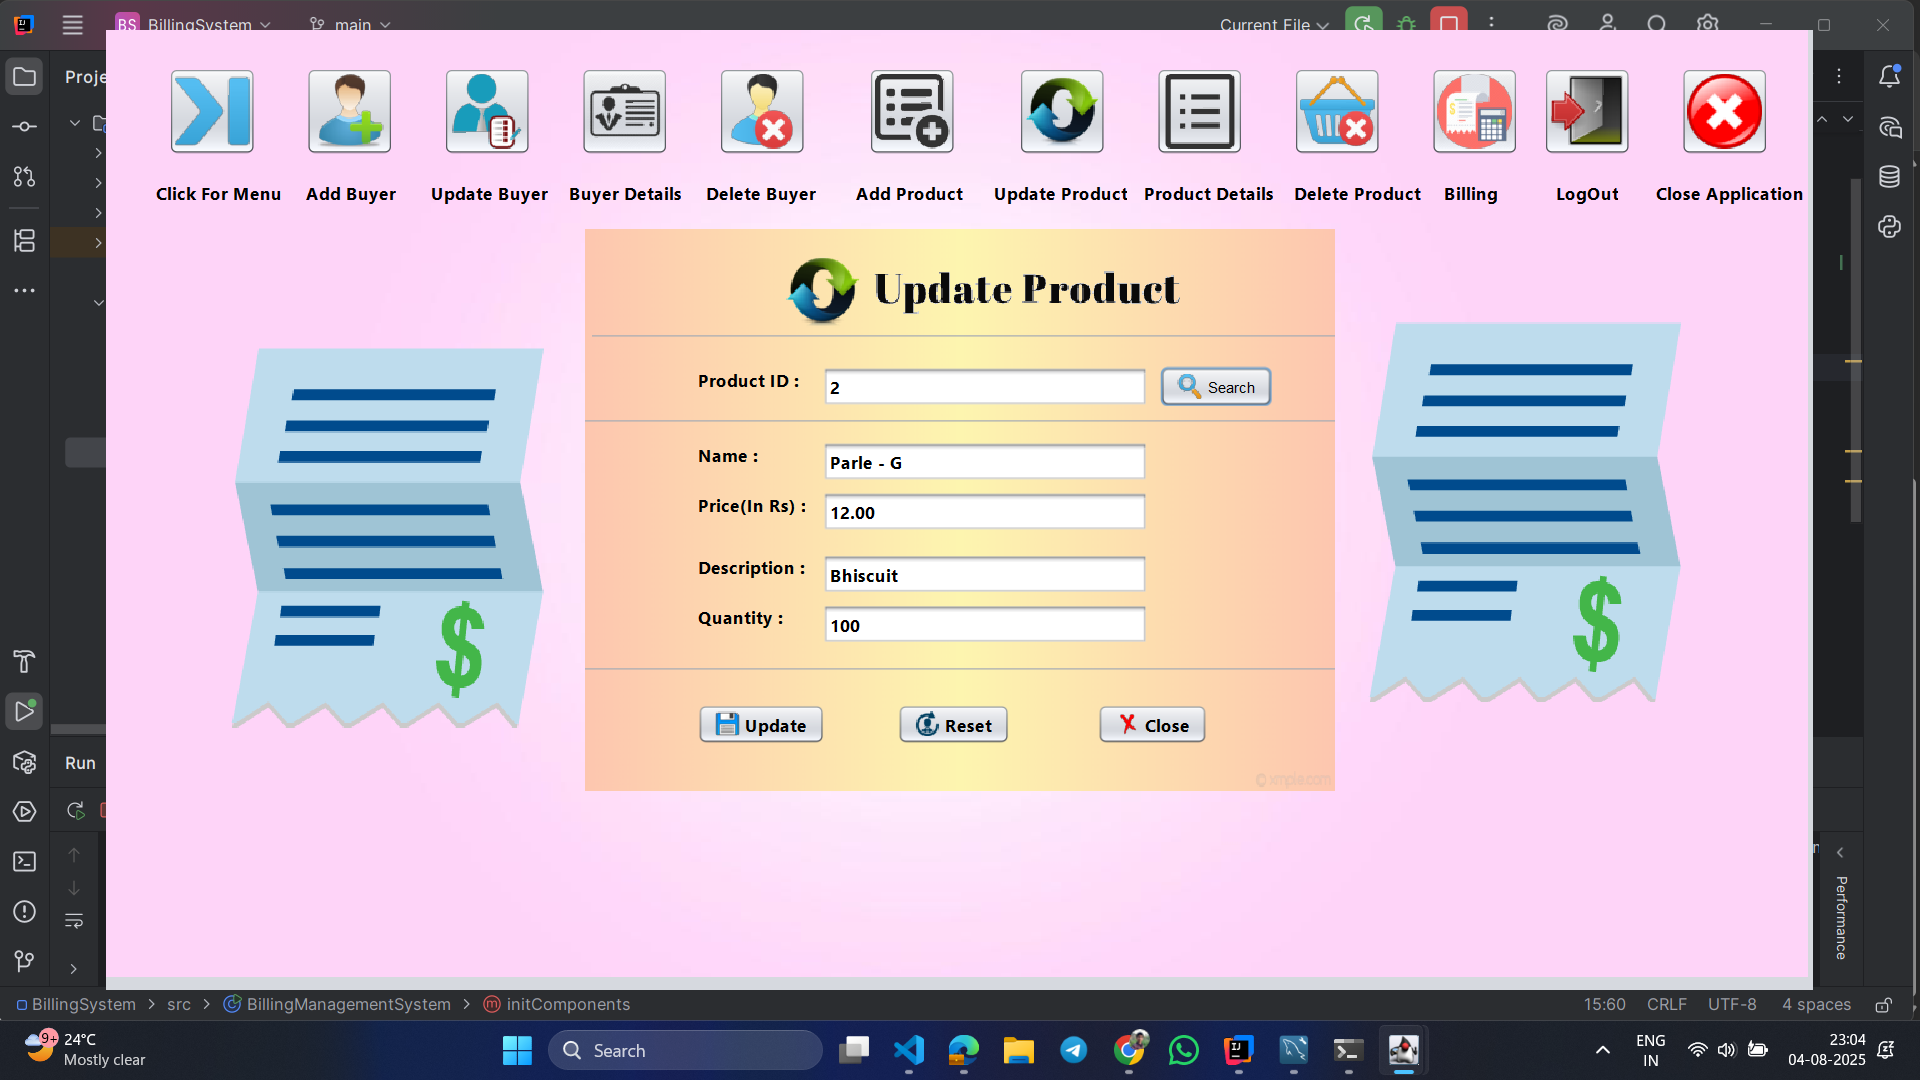 BS BillingSystem main Current File
Proje
Click For Menu Add Buyer Update Buyer Buyer Details Delete Buyer Add Product Update Product Product Details Delete Product Billing LogOut Close Application
Update Product
Product ID : 2 Search
Name : Parle - G
Price(In Rs) : 12.00
Description : Bhiscuit
Quantity : 100
Update Reset Close
© xmple.com
Run
Performance
BillingSystem > src > BillingManagementSystem > initComponents 15:60 CRLF UTF-8 4 spaces
9+ 24°C
Mostly clear
Search
ENG
IN
23:04
04-08-2025